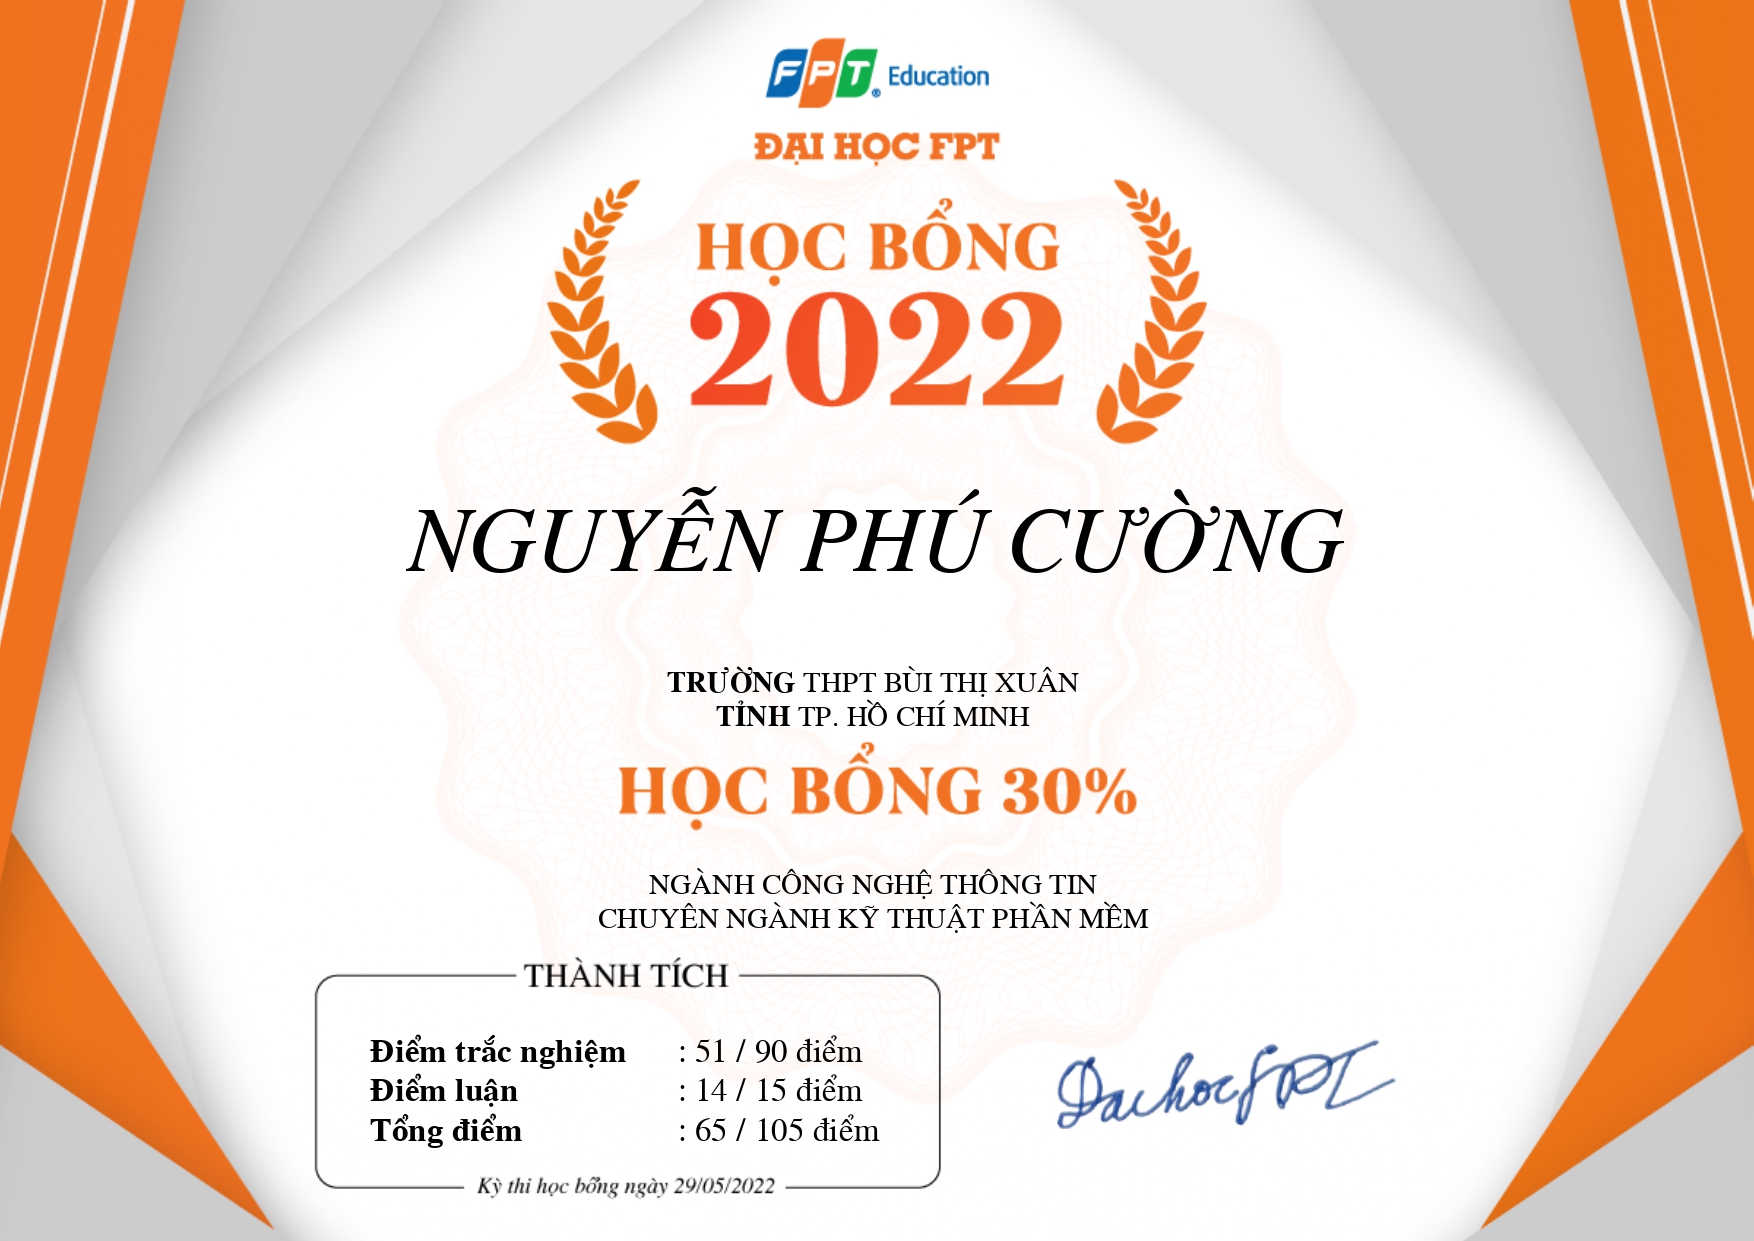 FPT Education
ĐẠI HỌC FPT
HỌC BỔNG
2022
NGUYỄN PHÚ CƯỜNG
TRƯỜNG THPT BÙI THỊ XUÂN
TỈNH TP. HỒ CHÍ MINH
HỌC BỔNG 30%
NGÀNH CÔNG NGHỆ THÔNG TIN
CHUYÊN NGÀNH KỸ THUẬT PHẦN MỀM
THÀNH TÍCH
Điểm trắc nghiệm : 51 / 90 điểm
Điểm luận : 14 / 15 điểm
Tổng điểm : 65 / 105 điểm
Kỳ thi học bổng ngày 29/05/2022
Dai hoc FPT